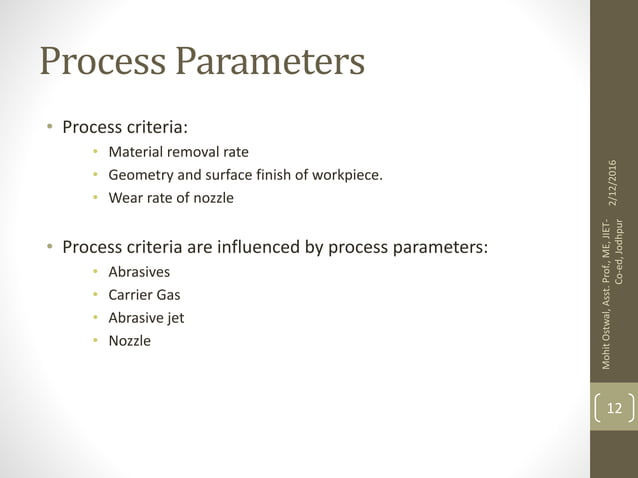 Process Parameters
• Process criteria:
• Material removal rate
• Geometry and surface finish of workpiece.
• Wear rate of nozzle
• Process criteria are influenced by process parameters:
• Abrasives
• Carrier Gas
• Abrasive jet
• Nozzle
2/12/2016
Mohit Ostwal, Asst. Prof., ME, JIET-
Co-ed, Jodhpur
12